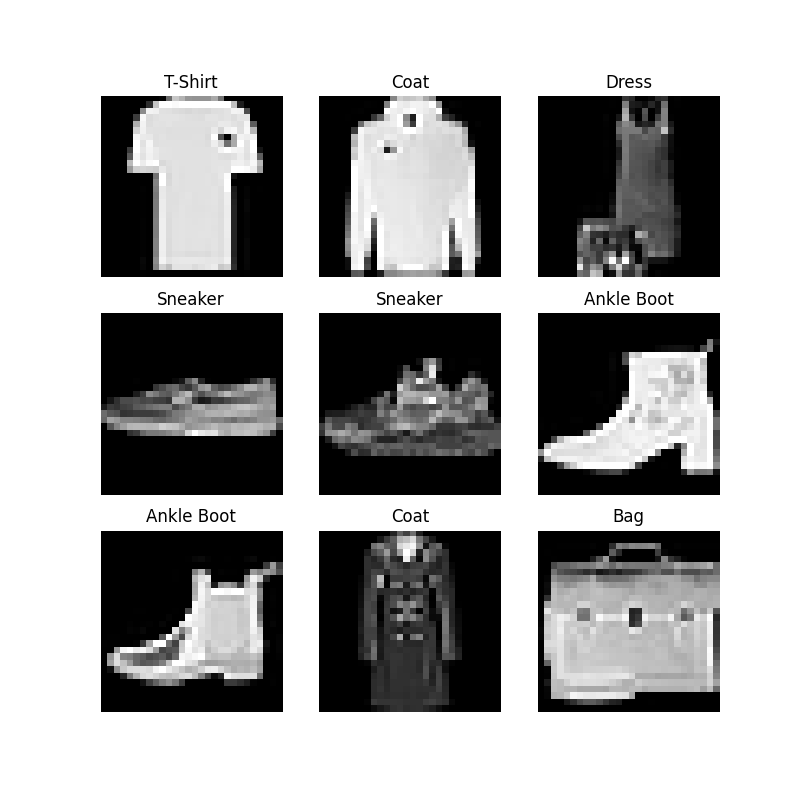 T-Shirt
Coat
Dress
Sneaker
Sneaker
Ankle Boot
Ankle Boot
Coat
Bag